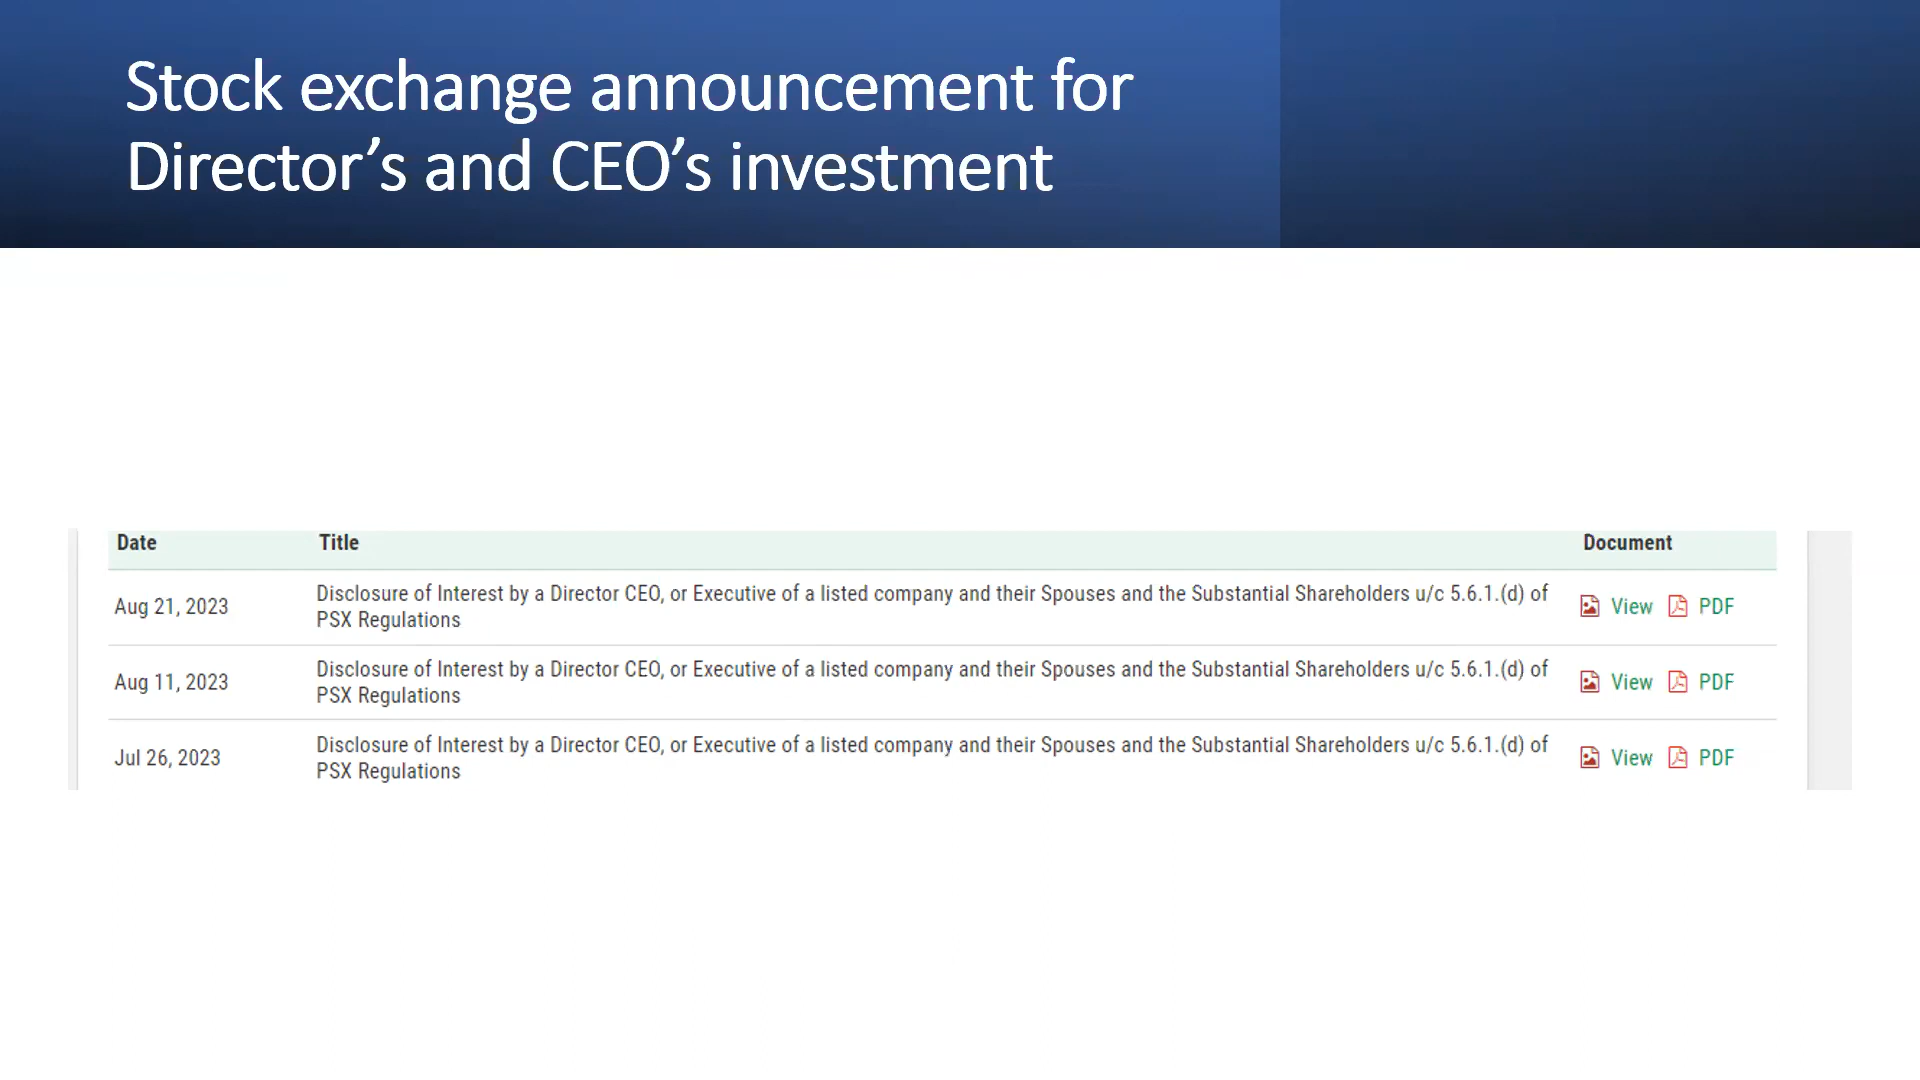 Stock exchange announcement for
Director’s and CEO’s investment
Date Title Document
Aug 21, 2023 Disclosure of Interest by a Director CEO, or Executive of a listed company and their Spouses and the Substantial Shareholders u/c 5.6.1.(d) of View PDF
PSX Regulations
Aug 11, 2023 Disclosure of Interest by a Director CEO, or Executive of a listed company and their Spouses and the Substantial Shareholders u/c 5.6.1.(d) of View PDF
PSX Regulations
Jul 26, 2023 Disclosure of Interest by a Director CEO, or Executive of a listed company and their Spouses and the Substantial Shareholders u/c 5.6.1.(d) of View PDF
PSX Regulations